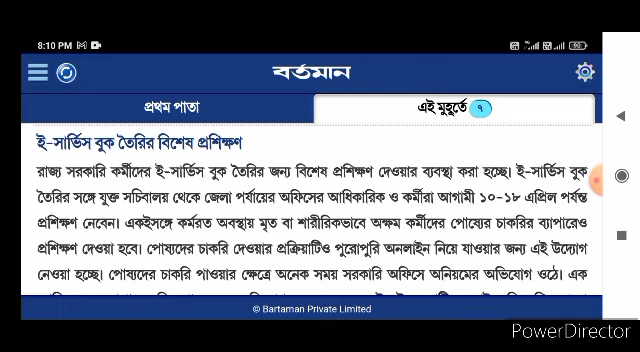 8:10 PM
বর্তমান
প্রথম পাতা
এই মুহূর্তে ৭
ই-সার্ভিস বুক তৈরির বিশেষ প্রশিক্ষণ
রাজ্য সরকারি কর্মীদের ই-সার্ভিস বুক তৈরির জন্য বিশেষ প্রশিক্ষণ দেওয়ার ব্যবস্থা করা হচ্ছে। ই-সার্ভিস বুক
তৈরির সঙ্গে যুক্ত সচিবালয় থেকে জেলা পর্যায়ের অফিসের আধিকারিক ও কর্মীরা আগামী ১০-১৮ এপ্রিল পর্যন্ত
প্রশিক্ষণ নেবেন। একইসঙ্গে কর্মরত অবস্থায় মৃত বা শারীরিকভাবে অক্ষম কর্মীদের পোষ্যের চাকরির ব্যাপারেও
প্রশিক্ষণ দেওয়া হবে। পোষ্যদের চাকরি দেওয়ার প্রক্রিয়াটিও পুরোপুরি অনলাইন নিয়ে যাওয়ার জন্য এই উদ্যোগ
নেওয়া হচ্ছে। পোষ্যদের চাকরি পাওয়ার ক্ষেত্রে অনেক সময় সরকারি অফিসে অনিয়মের অভিযোগ ওঠে। এক
© Bartaman Private Limited
PowerDirector